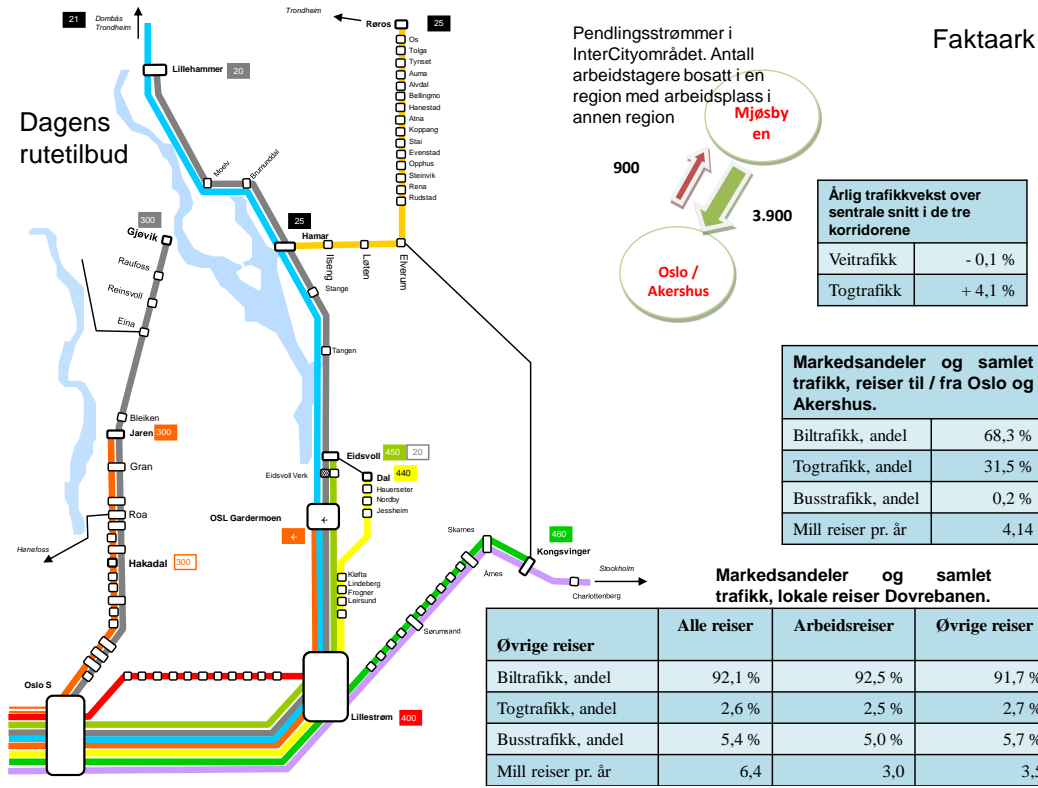 Faktaark
Dagens
rutetilbud
21
Dombås
Trondheim
Trondheim
Røros
25
Os
Tolga
Tynset
Auma
Alvdal
Bellingmo
Hanestad
Atna
Koppang
Stai
Evenstad
Opphus
Steinvik
Rena
Rudstad
Lillehammer
20
Moelv
Brumunddal
25
Hamar
Ilseng
Løten
Elverum
Stange
Tangen
300
Gjøvik
Raufoss
Reinsvoll
Eina
Bleiken
Jaren
300
Gran
Roa
Hønefoss
Hakadal
300
Eidsvoll
450
20
Eidsvoll Verk
Dal
440
Hauerseter
Nordby
Jessheim
OSL Gardermoen
Kløfta
Lindeberg
Frogner
Leirsund
Skarnes
460
Kongsvinger
Årnes
Stockholm
Charlottenberg
Sørumsand
Oslo S
Lillestrøm
400
Pendlingsstrømmer i
InterCityområdet. Antall
arbeidstagere bosatt i en
region med arbeidsplass i
annen region
Mjøsby
en
900
3.900
Oslo /
Akershus
Årlig trafikkvekst over
sentrale snitt i de tre
korridorene
Veitrafikk - 0,1 %
Togtrafikk + 4,1 %
Markedsandeler og samlet
trafikk, reiser til / fra Oslo og
Akershus.
Biltrafikk, andel 68,3 %
Togtrafikk, andel 31,5 %
Busstrafikk, andel 0,2 %
Mill reiser pr. år 4,14
Markedsandeler og samlet
trafikk, lokale reiser Dovrebanen.
Øvrige reiser Alle reiser Arbeidsreiser Øvrige reiser
Biltrafikk, andel 92,1 % 92,5 % 91,7 %
Togtrafikk, andel 2,6 % 2,5 % 2,7 %
Busstrafikk, andel 5,4 % 5,0 % 5,7 %
Mill reiser pr. år 6,4 3,0 3,5